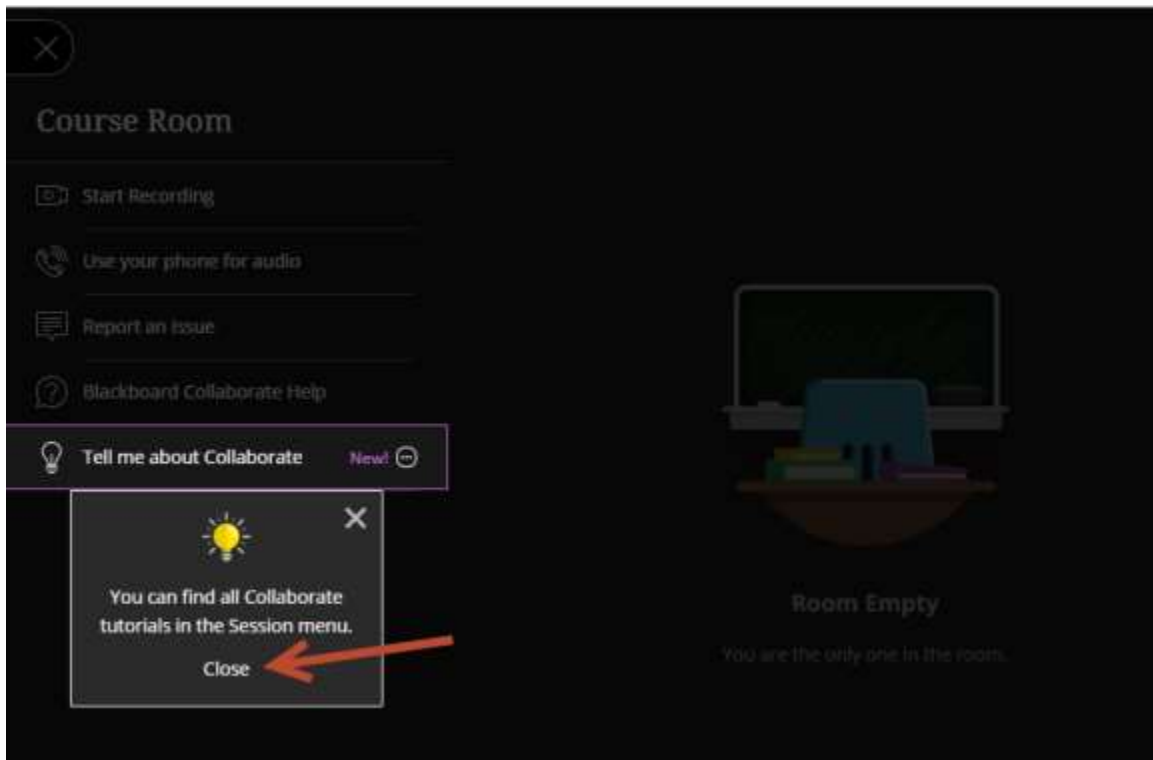 Course Room
Start Recording
Use your phone for audio
Report an issue
Blackboard Collaborate Help
Tell me about Collaborate New!
You can find all Collaborate
tutorials in the Session menu.
Close
Room Empty
You are the only one in the room.